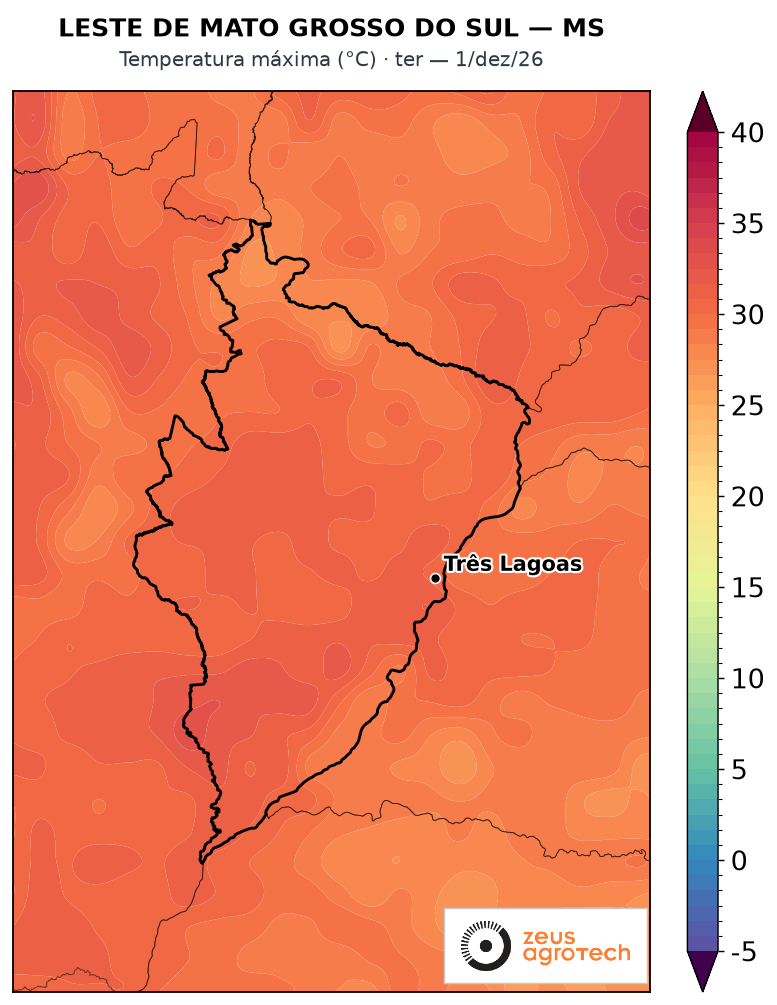 LESTE DE MATO GROSSO DO SUL — MS
Temperatura máxima (°C) · ter — 1/dez/26
40
35
30
25
20
15
10
5
0
-5
Três Lagoas
zeus
agrotech